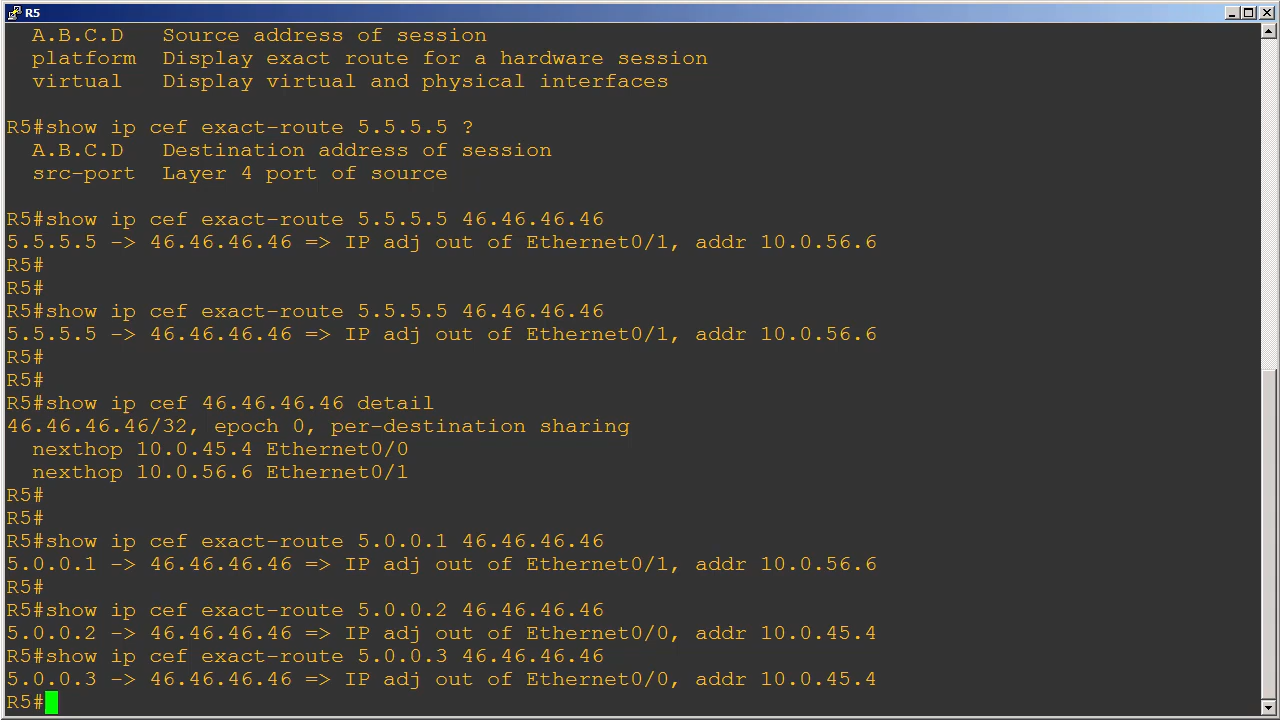 R5
A.B.C.D   Source address of session
platform  Display exact route for a hardware session
virtual   Display virtual and physical interfaces
R5#show ip cef exact-route 5.5.5.5 ?
A.B.C.D   Destination address of session
src-port  Layer 4 port of source
R5#show ip cef exact-route 5.5.5.5 46.46.46.46
5.5.5.5 -> 46.46.46.46 => IP adj out of Ethernet0/1, addr 10.0.56.6
R5#
R5#
R5#show ip cef exact-route 5.5.5.5 46.46.46.46
5.5.5.5 -> 46.46.46.46 => IP adj out of Ethernet0/1, addr 10.0.56.6
R5#
R5#
R5#show ip cef 46.46.46.46 detail
46.46.46.46/32, epoch 0, per-destination sharing
nexthop 10.0.45.4 Ethernet0/0
nexthop 10.0.56.6 Ethernet0/1
R5#
R5#
R5#show ip cef exact-route 5.0.0.1 46.46.46.46
5.0.0.1 -> 46.46.46.46 => IP adj out of Ethernet0/1, addr 10.0.56.6
R5#
R5#show ip cef exact-route 5.0.0.2 46.46.46.46
5.0.0.2 -> 46.46.46.46 => IP adj out of Ethernet0/0, addr 10.0.45.4
R5#show ip cef exact-route 5.0.0.3 46.46.46.46
5.0.0.3 -> 46.46.46.46 => IP adj out of Ethernet0/0, addr 10.0.45.4
R5#